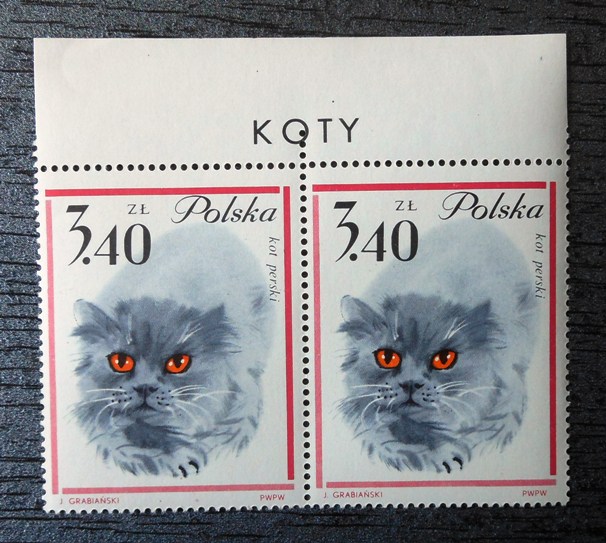 KOTY
3.40 ZŁ Polska
kot perski
J. GRABIAŃSKI PWPW
3.40 ZŁ Polska
kot perski
J. GRABIAŃSKI PWPW